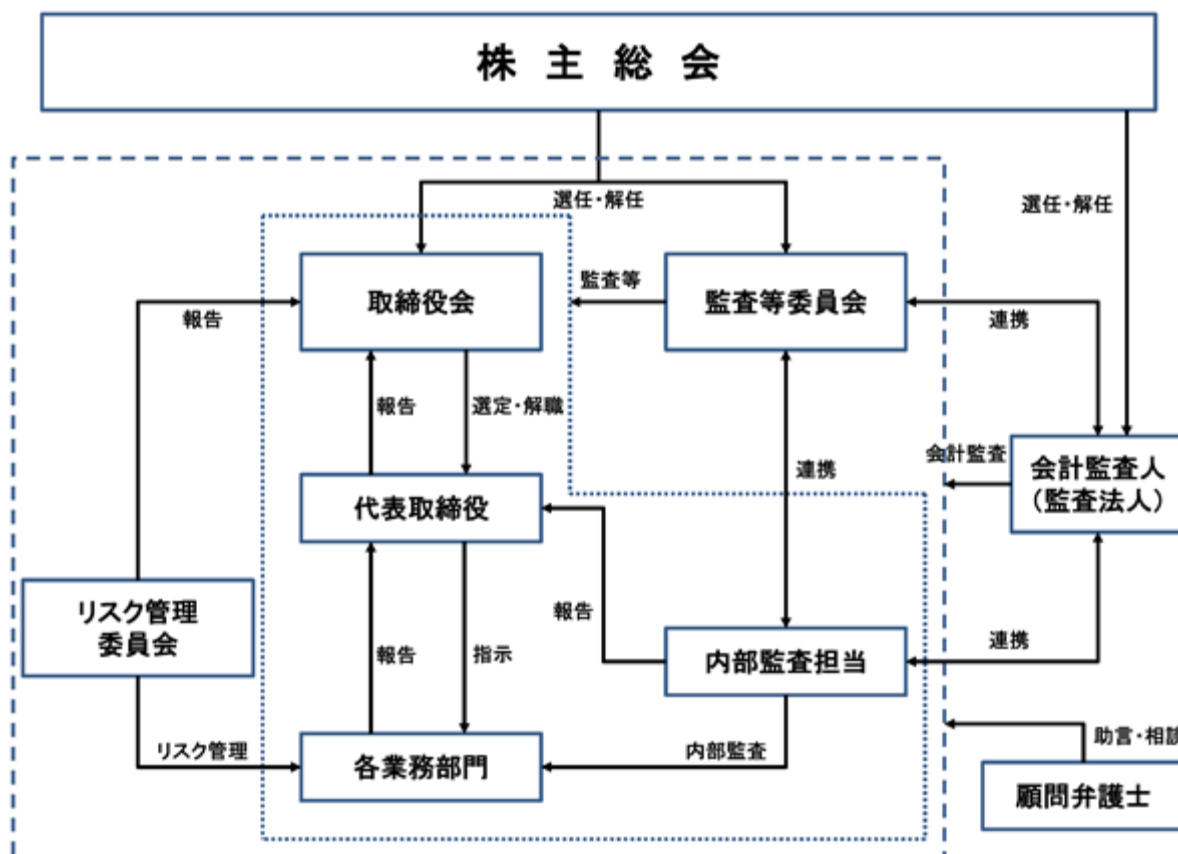 株主総会
選任・解任
選任・解任
取締役会
監査等
監査等委員会
報告
連携
報告
選定・解職
連携
会計監査
会計監査人
（監査法人）
代表取締役
リスク管理
委員会
報告
報告
指示
内部監査担当
連携
リスク管理
各業務部門
内部監査
助言・相談
顧問弁護士